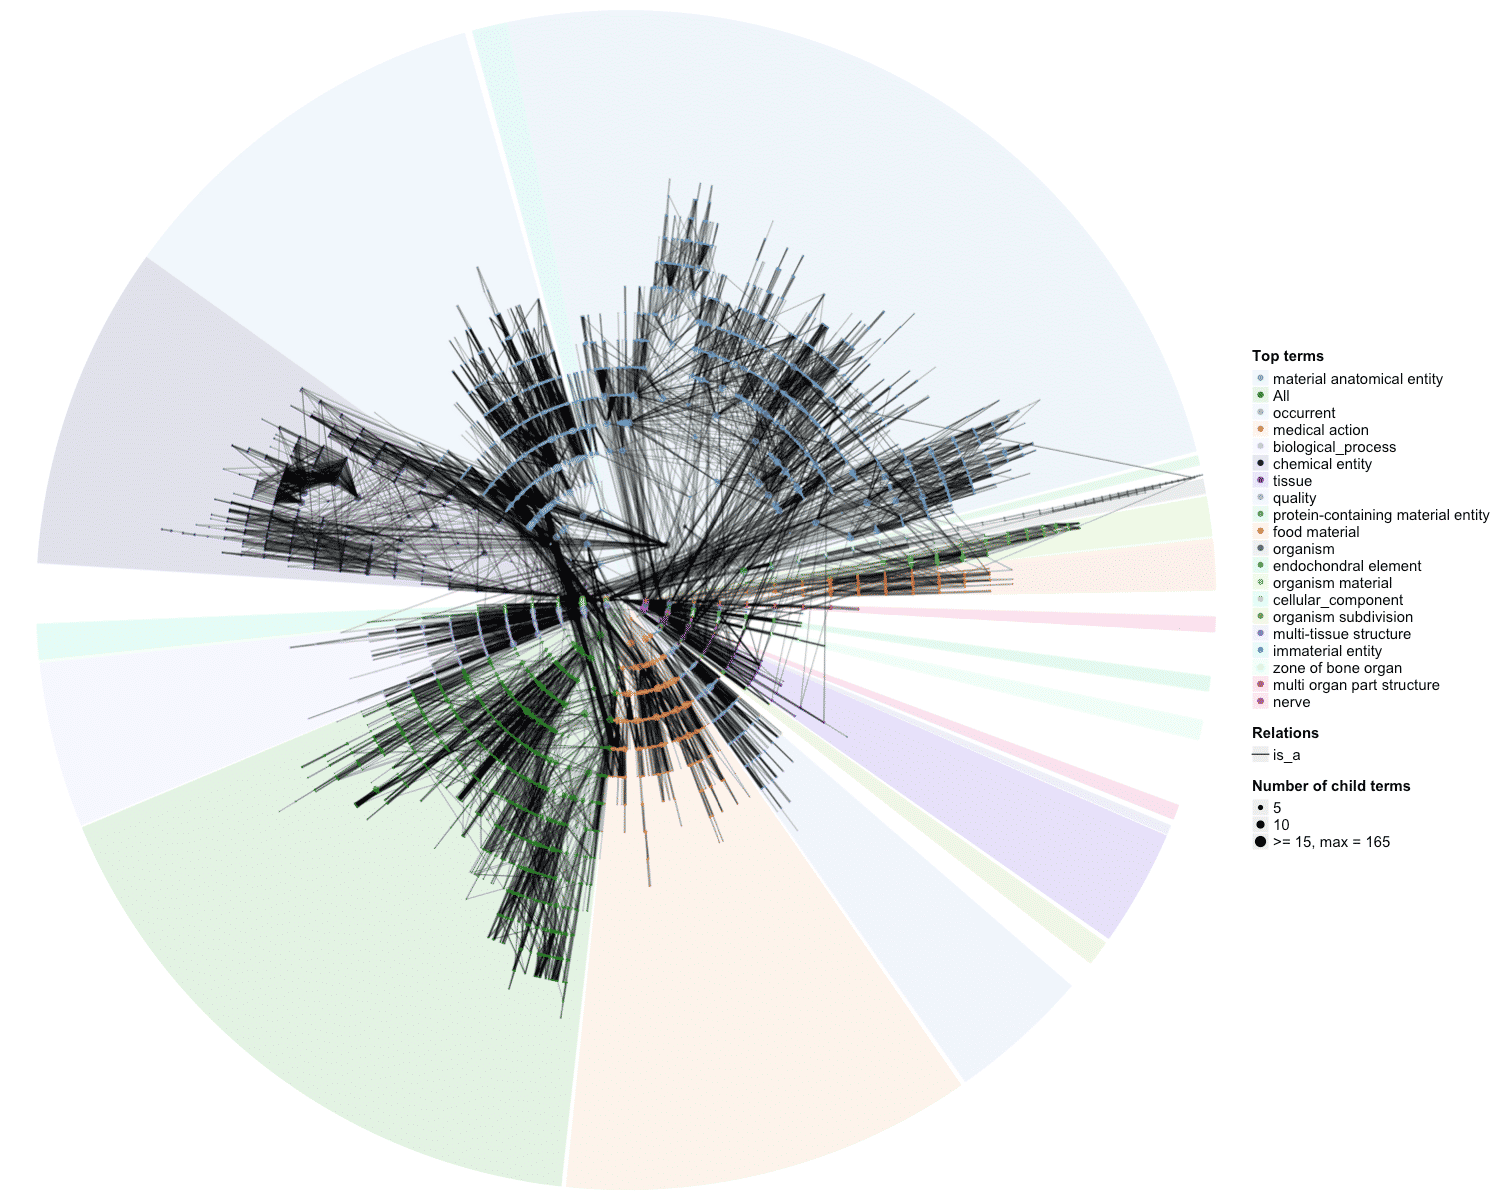 Top terms
material anatomical entity
All
occurrent
medical action
biological_process
chemical entity
tissue
quality
protein-containing material entity
food material
organism
endochondral element
organism material
cellular_component
organism subdivision
multi-tissue structure
immaterial entity
zone of bone organ
multi organ part structure
nerve
Relations
is_a
Number of child terms
5
10
>= 15, max = 165